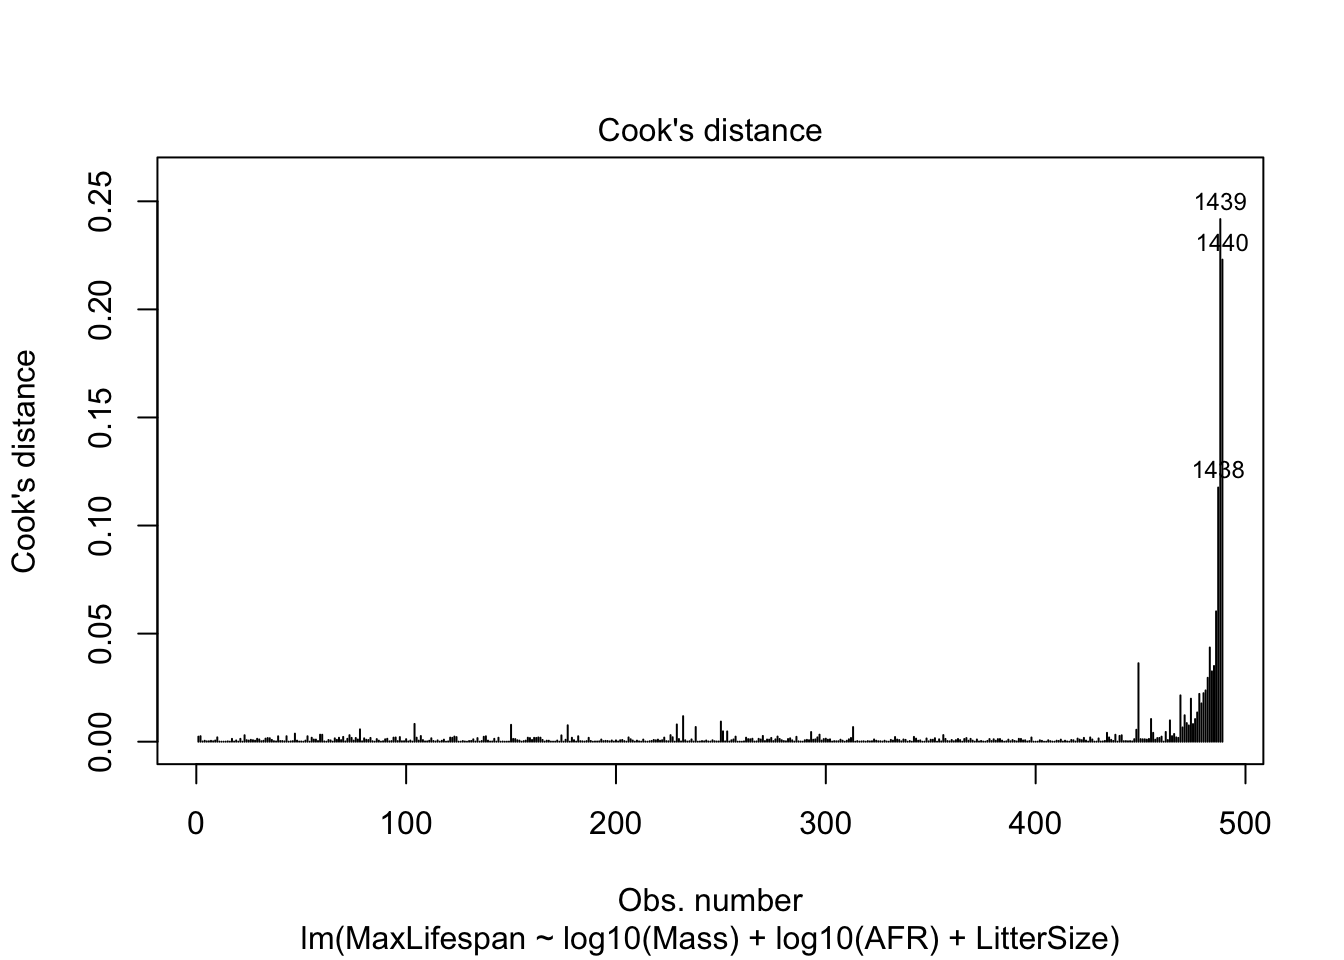 Cook's distance
0.25
0.20
0.15
0.10
0.05
0.00
Cook's distance
1439
1440
1438
0 100 200 300 400 500
Obs. number
lm(MaxLifespan ~ log10(Mass) + log10(AFR) + LitterSize)